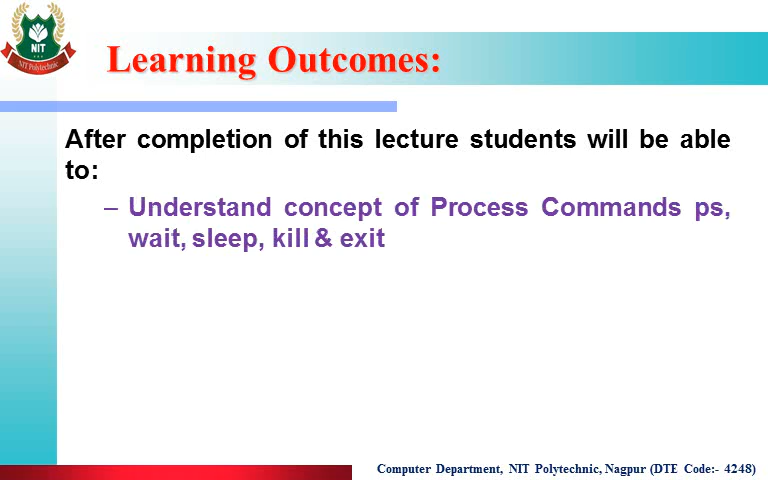 NIT
NIT Polytechnic
Learning Outcomes:
After completion of this lecture students will be able
to:
– Understand concept of Process Commands ps,
wait, sleep, kill & exit
Computer Department, NIT Polytechnic, Nagpur (DTE Code:- 4248)